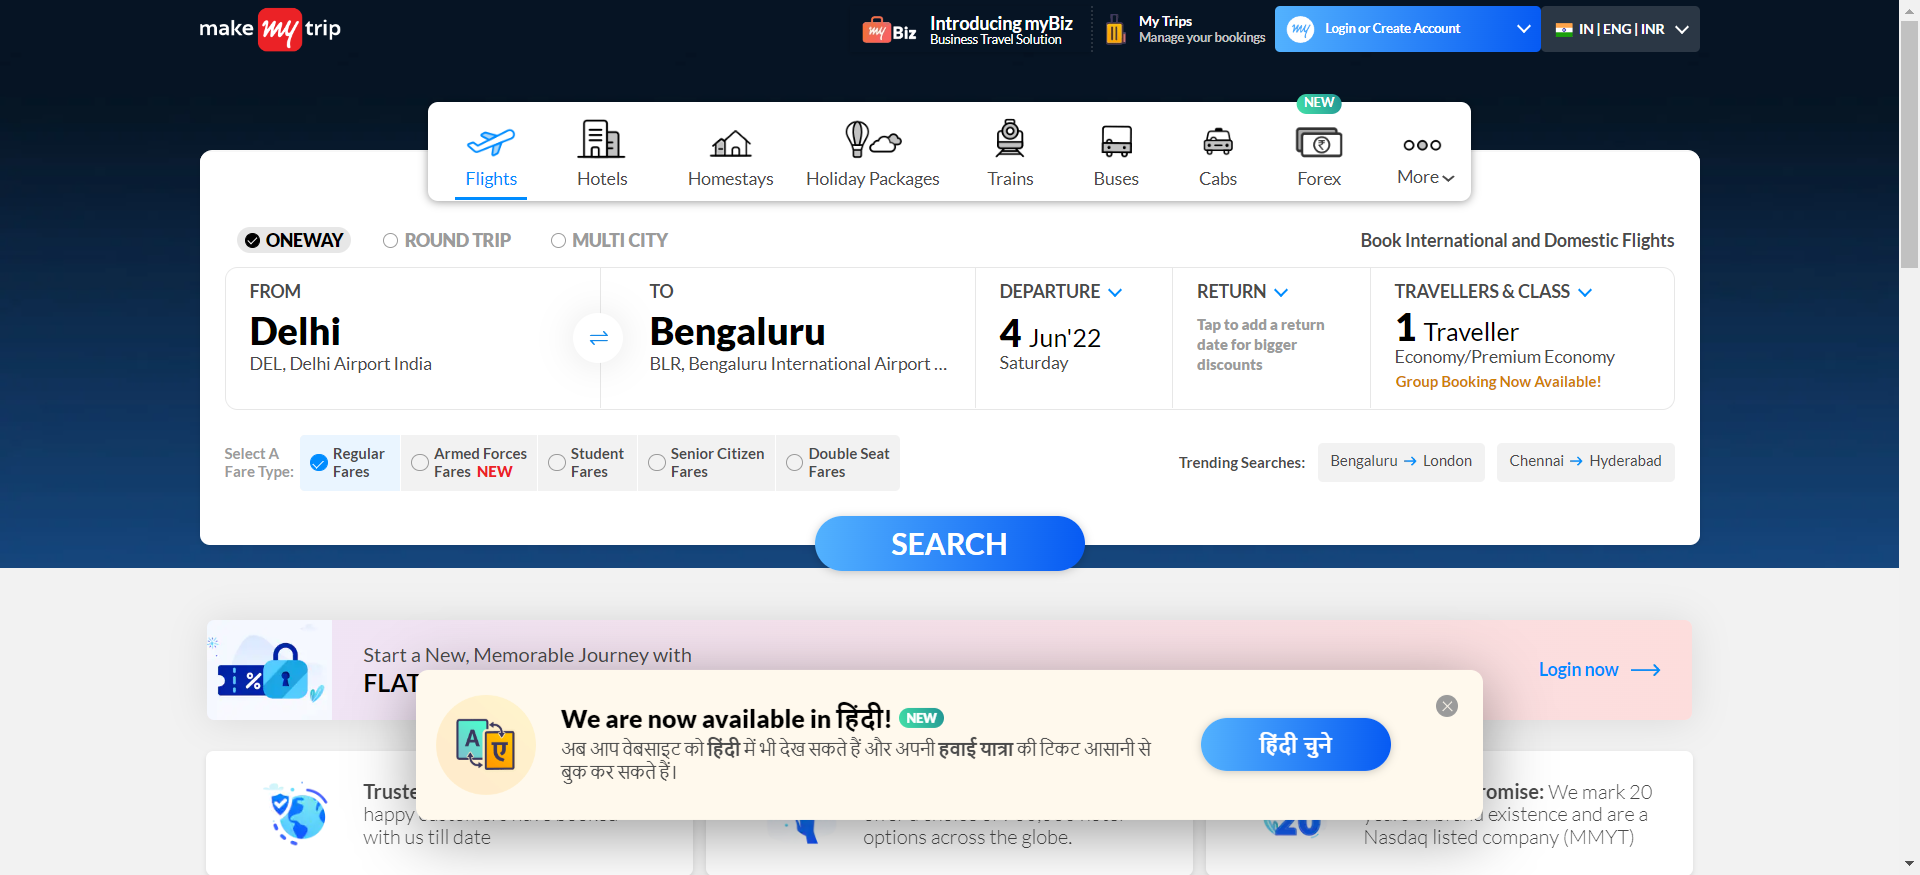 make my trip
my Biz
Introducing myBiz
Business Travel Solution
My Trips
Manage your bookings
my Login or Create Account
IN | ENG | INR
NEW
Flights
Hotels
Homestays
Holiday Packages
Trains
Buses
Cabs
Forex
More
ONEWAY
ROUND TRIP
MULTI CITY
Book International and Domestic Flights
FROM
Delhi
DEL, Delhi Airport India
TO
Bengaluru
BLR, Bengaluru International Airport ...
DEPARTURE
4 Jun'22
Saturday
RETURN
Tap to add a return
date for bigger
discounts
TRAVELLERS & CLASS
1 Traveller
Economy/Premium Economy
Group Booking Now Available!
Select A
Fare Type:
Regular
Fares
Armed Forces
Fares NEW
Student
Fares
Senior Citizen
Fares
Double Seat
Fares
Trending Searches:
Bengaluru → London
Chennai → Hyderabad
SEARCH
Start a New, Memorable Journey with
FLAT
Login now
We are now available in हिंदी! NEW
अब आप वेबसाइट को हिंदी में भी देख सकते हैं और अपनी हवाई यात्रा की टिकट आसानी से
बुक कर सकते हैं।
हिंदी चुने
A ए
happy
with us till date
options across the globe.
We mark 20
existence and are a
Nasdaq listed company (MMYT)
20